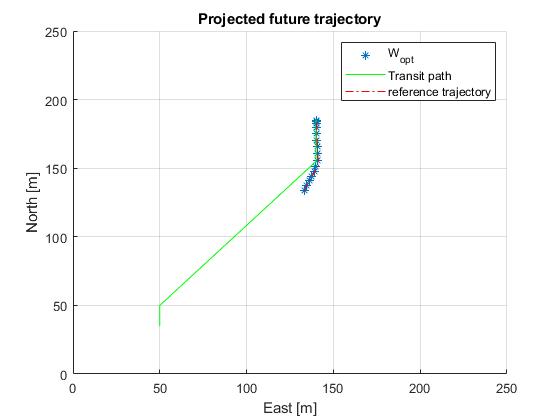 Projected future trajectory
250
W_opt
Transit path
reference trajectory
200
150
North [m]
100
50
0
0 50 100 150 200 250
East [m]